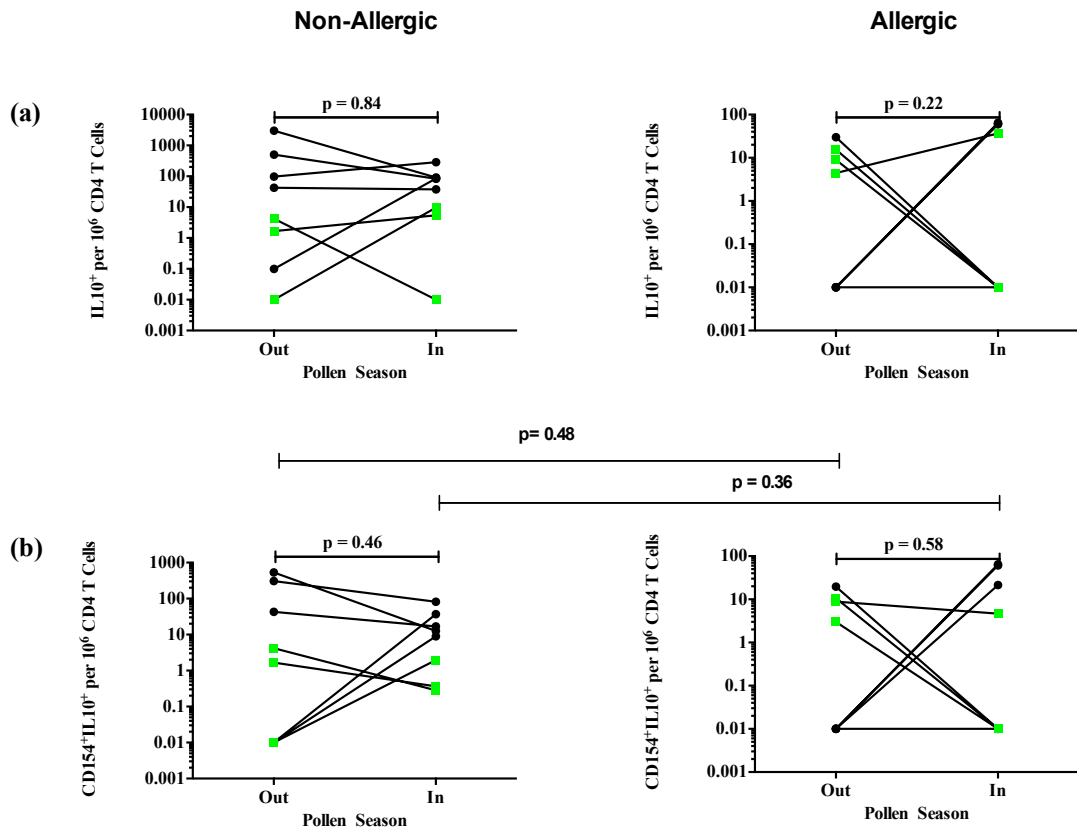 Non-Allergic
Allergic
(a)
IL10⁺ per 10⁶ CD4 T Cells
p = 0.84
10000
1000
100
10
1
0.1
0.01
0.001
Out
In
Pollen Season
IL10⁺ per 10⁶ CD4 T Cells
p = 0.22
100
10
1
0.1
0.01
0.001
Out
In
Pollen Season
p= 0.48
p = 0.36
(b)
CD154⁺IL10⁺ per 10⁶ CD4 T Cells
p = 0.46
1000
100
10
1
0.1
0.01
0.001
Out
In
Pollen Season
CD154⁺IL10⁺ per 10⁶ CD4 T Cells
p = 0.58
100
10
1
0.1
0.01
0.001
Out
In
Pollen Season